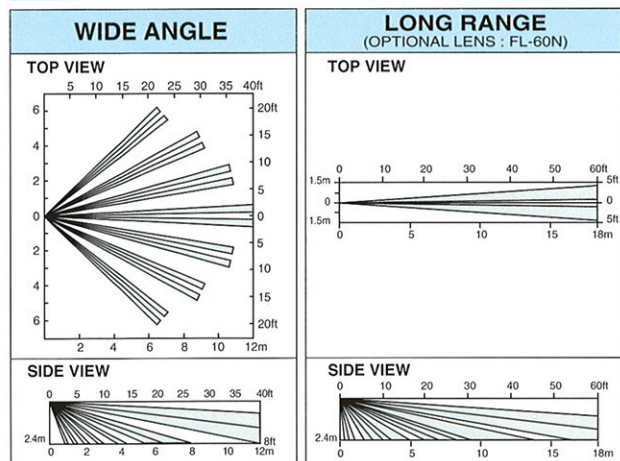 WIDE ANGLE
TOP VIEW
5 10 15 20 25 30 35 40ft
6 4 2 0 2 4 6
20ft 15 10 5 0 5 10 15 20ft
2 4 6 8 10 12m
SIDE VIEW
0 5 10 15 20 25 30 35 40ft
2.4m 8ft
0 2 4 6 8 10 12m
LONG RANGE
(OPTIONAL LENS : FL-60N)
TOP VIEW
0 10 20 30 40 50 60ft
1.5m 0 1.5m
5ft 0 5ft
0 5 10 15 18m
SIDE VIEW
0 10 20 30 40 50 60ft
2.4m
0 5 10 15 18m